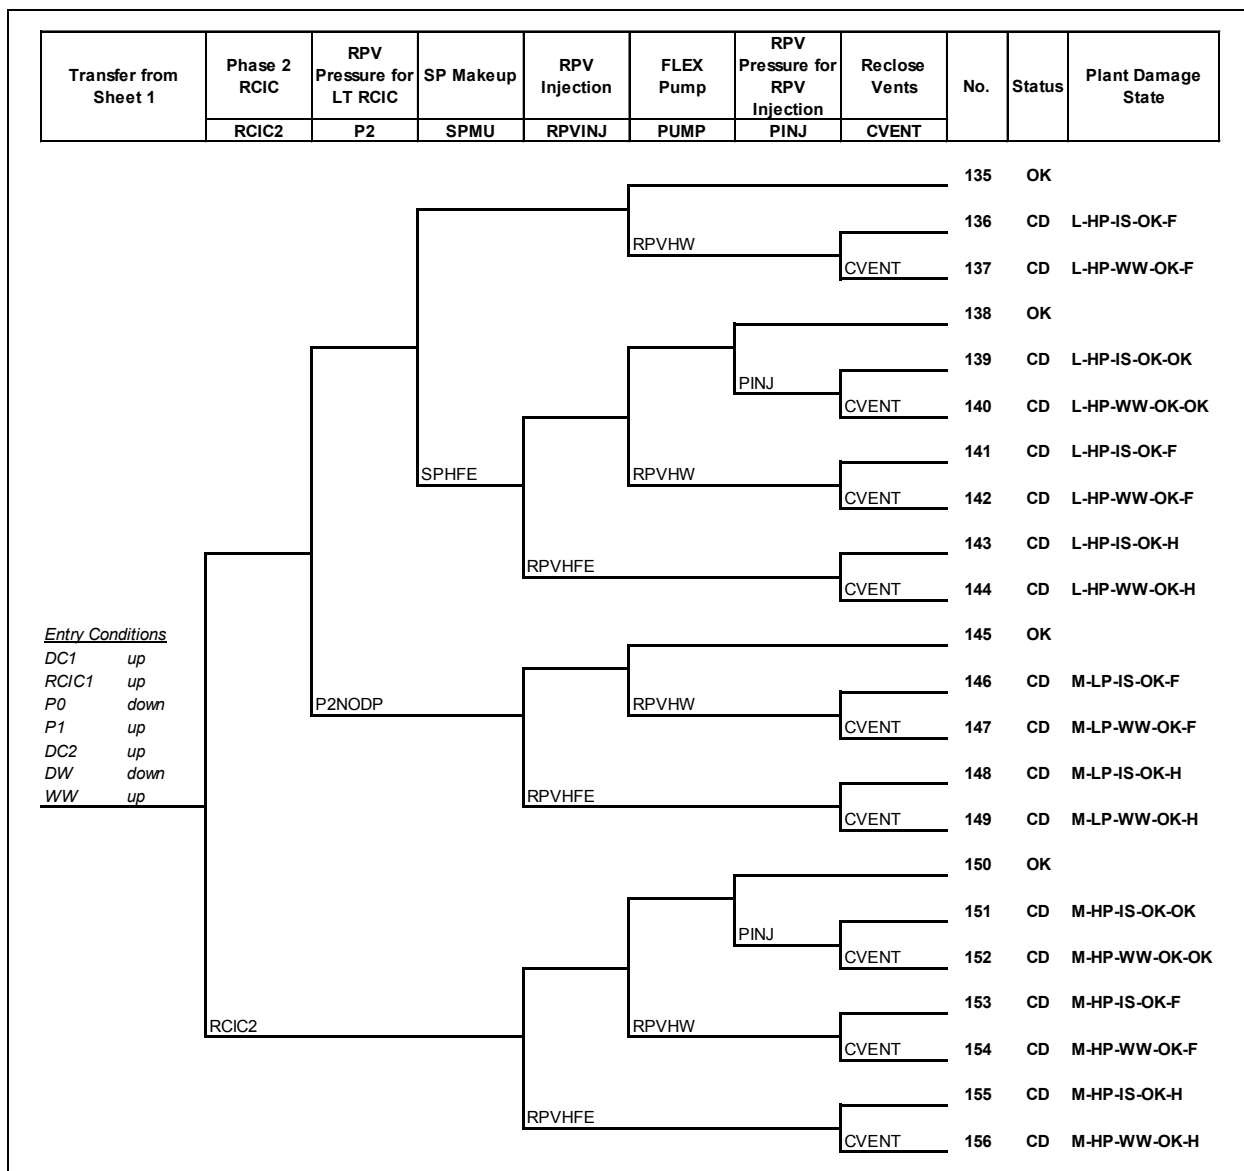 Transfer from
Sheet 1
Phase 2
RCIC
RPV
Pressure for
LT RCIC
SP Makeup
RPV
Injection
FLEX
Pump
RPV
Pressure for
RPV
Injection
Reclose
Vents
No.
Status
Plant Damage
State
RCIC2
P2
SPMU
RPVINJ
PUMP
PINJ
CVENT
135 OK
136 CD L-HP-IS-OK-F
RPVHW
CVENT 137 CD L-HP-WW-OK-F
138 OK
139 CD L-HP-IS-OK-OK
PINJ
CVENT 140 CD L-HP-WW-OK-OK
141 CD L-HP-IS-OK-F
SPHFE RPVHW
CVENT 142 CD L-HP-WW-OK-F
143 CD L-HP-IS-OK-H
RPVHFE
CVENT 144 CD L-HP-WW-OK-H
Entry Conditions
DC1 up
RCIC1 up
P0 down
P1 up
DC2 up
DW down
WW up
145 OK
146 CD M-LP-IS-OK-F
P2NODP RPVHW
CVENT 147 CD M-LP-WW-OK-F
148 CD M-LP-IS-OK-H
RPVHFE
CVENT 149 CD M-LP-WW-OK-H
150 OK
151 CD M-HP-IS-OK-OK
PINJ
CVENT 152 CD M-HP-WW-OK-OK
153 CD M-HP-IS-OK-F
RCIC2 RPVHW
CVENT 154 CD M-HP-WW-OK-F
155 CD M-HP-IS-OK-H
RPVHFE
CVENT 156 CD M-HP-WW-OK-H